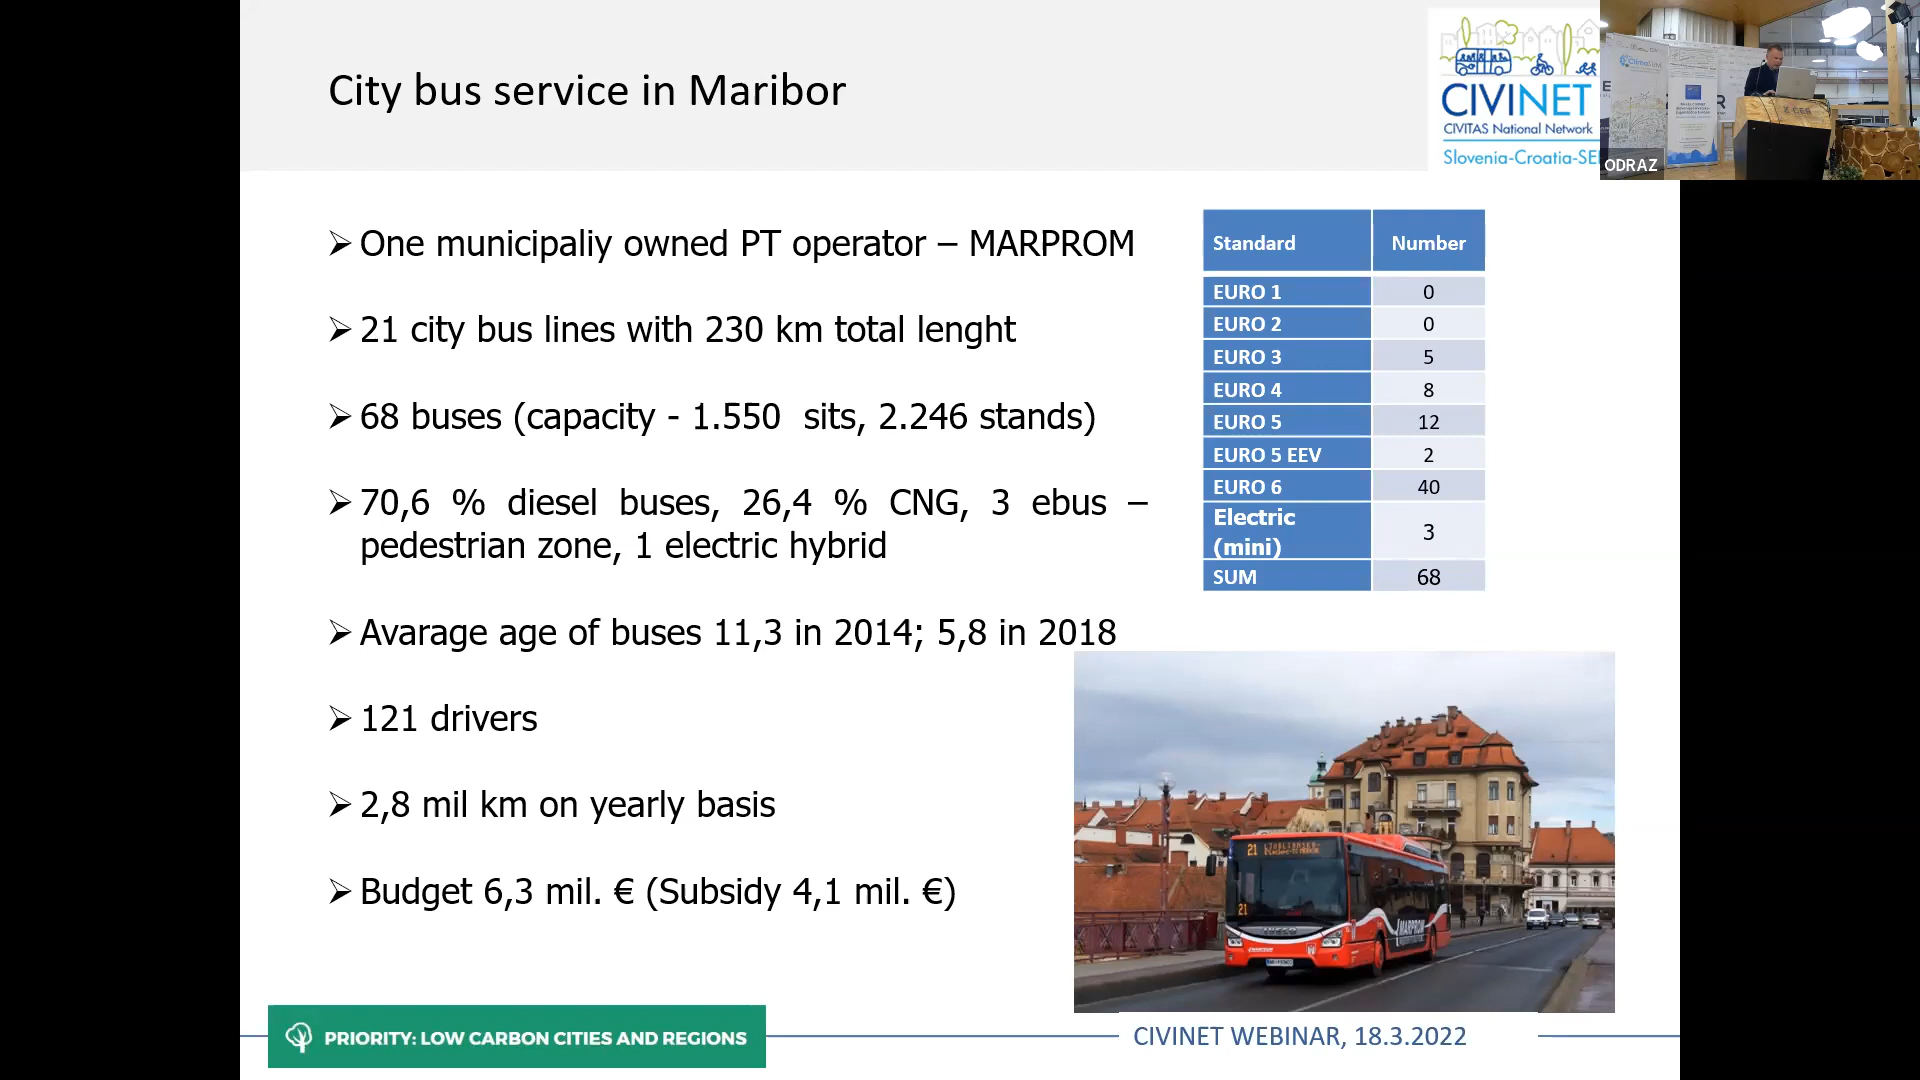 City bus service in Maribor
CIVINET
CIVITAS National Network
Slovenia-Croatia-SE
ODRAZ
➢One municipaliy owned PT operator – MARPROM
➢21 city bus lines with 230 km total lenght
➢68 buses (capacity - 1.550 sits, 2.246 stands)
➢70,6 % diesel buses, 26,4 % CNG, 3 ebus –
pedestrian zone, 1 electric hybrid
➢Avarage age of buses 11,3 in 2014; 5,8 in 2018
➢121 drivers
➢2,8 mil km on yearly basis
➢Budget 6,3 mil. € (Subsidy 4,1 mil. €)
Standard Number
EURO 1 0
EURO 2 0
EURO 3 5
EURO 4 8
EURO 5 12
EURO 5 EEV 2
EURO 6 40
Electric
(mini) 3
SUM 68
21
21
IVECO
MARPROM
PRIORITY: LOW CARBON CITIES AND REGIONS
CIVINET WEBINAR, 18.3.2022